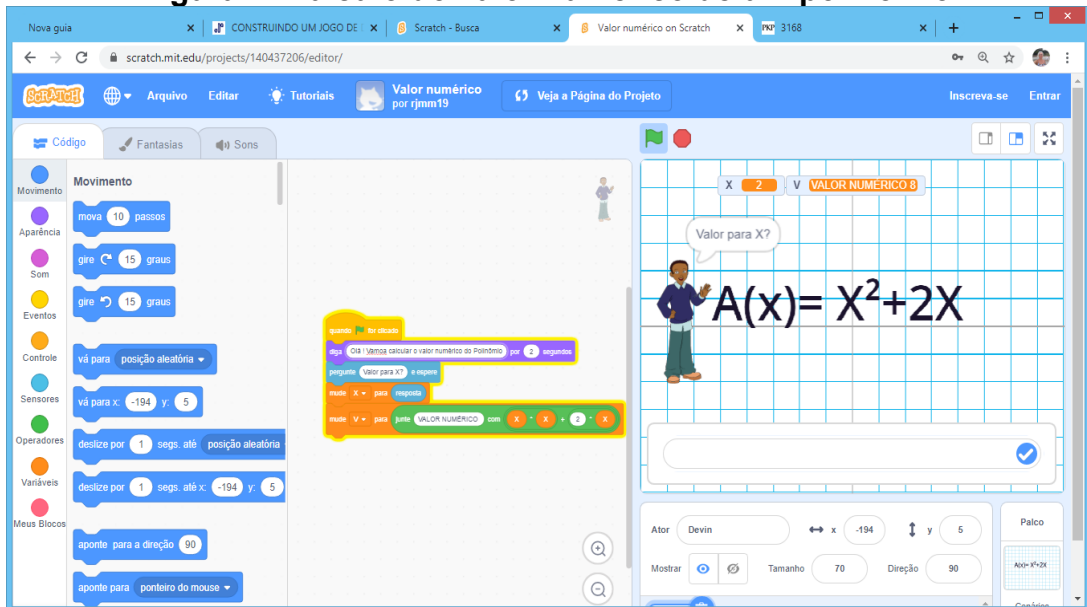 Nova guia
CONSTRUINDO UM JOGO DE
Scratch - Busca
Valor numérico on Scratch
PKP 3168
scratch.mit.edu/projects/140437206/editor/
SCRATCH Arquivo Editar Tutoriais
Valor numérico
por rjmm19
Veja a Página do Projeto
Inscreva-se Entrar
Código Fantasias Sons
Movimento
Aparência
Som
Eventos
Controle
Sensores
Operadores
Variáveis
Meus Blocos
Movimento
mova 10 passos
gire 15 graus
gire 15 graus
vá para posição aleatória
vá para x: -194 y: 5
deslize por 1 segs. até posição aleatória
deslize por 1 segs. até x: -194 y: 5
aponte para a direção 90
aponte para ponteiro do mouse
quando for clicado
diga Olá ! Vamoa calcular o valor numérico do Polinômio por 2 segundos
pergunte Valor para X? e espere
mude X para resposta
mude V para junte VALOR NUMÉRICO com X * X + 2 * X
X 2 V VALOR NUMÉRICO 8
Valor para X?
A(x)= X²+2X
Ator Devin x -194 y 5
Mostrar Tamanho 70 Direção 90
Palco
A(x)= X²+2X